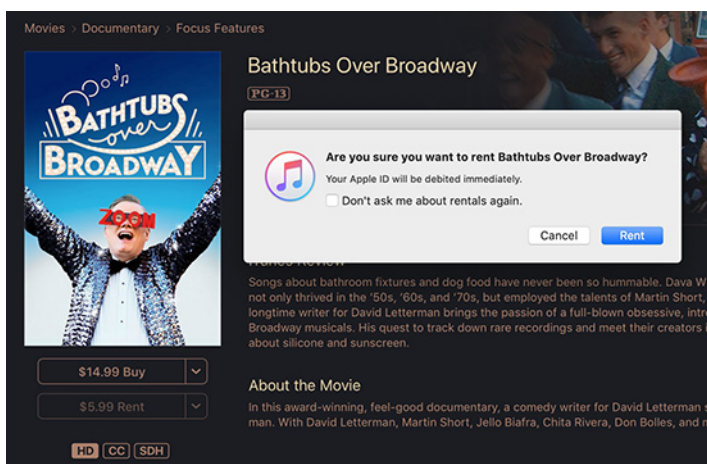 Movies > Documentary > Focus Features
Bathtubs Over Broadway
PG-13
BATHTUBS
over
BROADWAY
ZOOM
Are you sure you want to rent Bathtubs Over Broadway?
Your Apple ID will be debited immediately.
Don't ask me about rentals again.
Cancel
Rent
iTunes Review
Songs about bathroom fixtures and dog food have never been so hummable. Dava W
not only thrived in the '50s, '60s, and '70s, but employed the talents of Martin Short,
longtime writer for David Letterman brings the passion of a full-blown obsessive, intr
Broadway musicals. His quest to track down rare recordings and meet their creators
about silicone and sunscreen.
$14.99 Buy
$5.99 Rent
About the Movie
In this award-winning, feel-good documentary, a comedy writer for David Letterman s
man. With David Letterman, Martin Short, Jello Biafra, Chita Rivera, Don Bolles, and
HD CC SDH